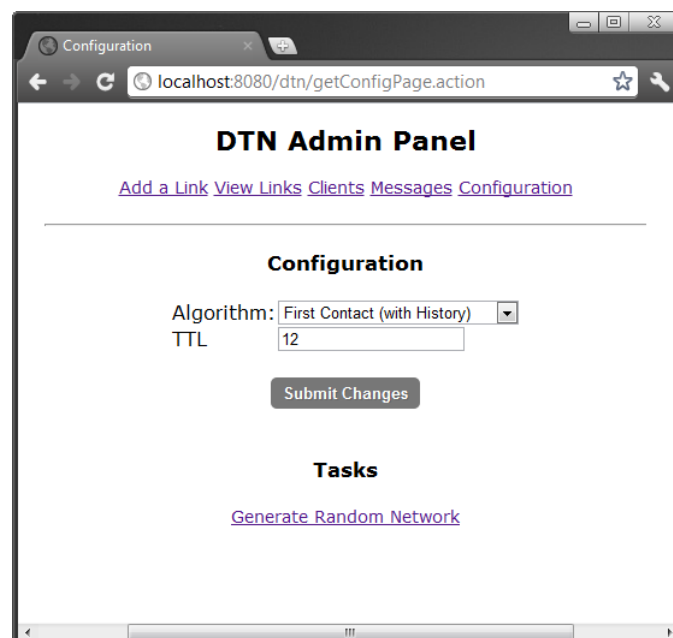 Configuration
localhost:8080/dtn/getConfigPage.action
DTN Admin Panel
Add a Link View Links Clients Messages Configuration
Configuration
Algorithm: First Contact (with History)
TTL 12
Submit Changes
Tasks
Generate Random Network